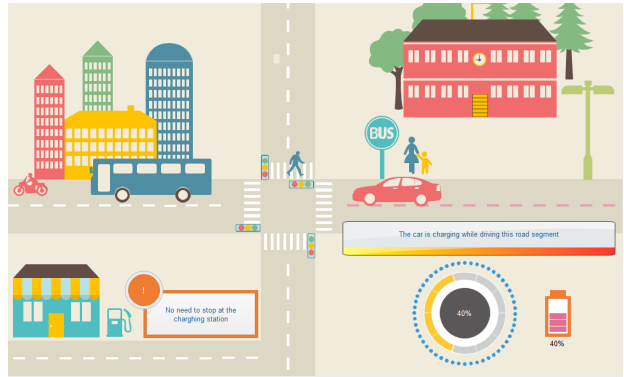 BUS
The car is charging while driving this road segment
!
No need to stop at the
charghing station
40%
40%